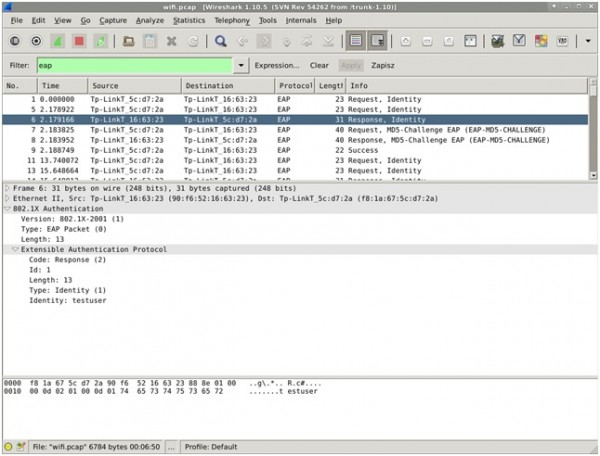 wifi.pcap [Wireshark 1.10.5 (SVN Rev 54262 from /trunk-1.10)]
File Edit View Go Capture Analyze Statistics Telephony Tools Internals Help
Filter: eap Expression... Clear Apply Zapisz
No. Time Source Destination Protocol Lengtl Info
1 0.000000 Tp-LinkT_5c:d7:2a Tp-LinkT_16:63:23 EAP 23 Request, Identity
5 2.178922 Tp-LinkT_5c:d7:2a Tp-LinkT_16:63:23 EAP 23 Request, Identity
6 2.179166 Tp-LinkT_16:63:23 Tp-LinkT_5c:d7:2a EAP 31 Response, Identity
7 2.183825 Tp-LinkT_5c:d7:2a Tp-LinkT_16:63:23 EAP 40 Request, MD5-Challenge EAP (EAP-MD5-CHALLENGE)
8 2.183952 Tp-LinkT_16:63:23 Tp-LinkT_5c:d7:2a EAP 40 Response, MD5-Challenge EAP (EAP-MD5-CHALLENGE)
9 2.188749 Tp-LinkT_5c:d7:2a Tp-LinkT_16:63:23 EAP 22 Success
11 13.740072 Tp-LinkT_5c:d7:2a Tp-LinkT_16:63:23 EAP 23 Request, Identity
13 15.648664 Tp-LinkT_5c:d7:2a Tp-LinkT_16:63:23 EAP 23 Request, Identity
Frame 6: 31 bytes on wire (248 bits), 31 bytes captured (248 bits)
Ethernet II, Src: Tp-LinkT_16:63:23 (90:f6:52:16:63:23), Dst: Tp-LinkT_5c:d7:2a (f8:1a:67:5c:d7:2a)
802.1X Authentication
Version: 802.1X-2001 (1)
Type: EAP Packet (0)
Length: 13
Extensible Authentication Protocol
Code: Response (2)
Id: 1
Length: 13
Type: Identity (1)
Identity: testuser
0000 f8 1a 67 5c d7 2a 90 f6 52 16 63 23 88 8e 01 00 ..g\.*.. R.c#....
0010 00 0d 02 01 00 0d 01 74 65 73 74 75 73 65 72 .......t estuser
File: "wifi.pcap" 6784 bytes 00:06:50 ... Profile: Default